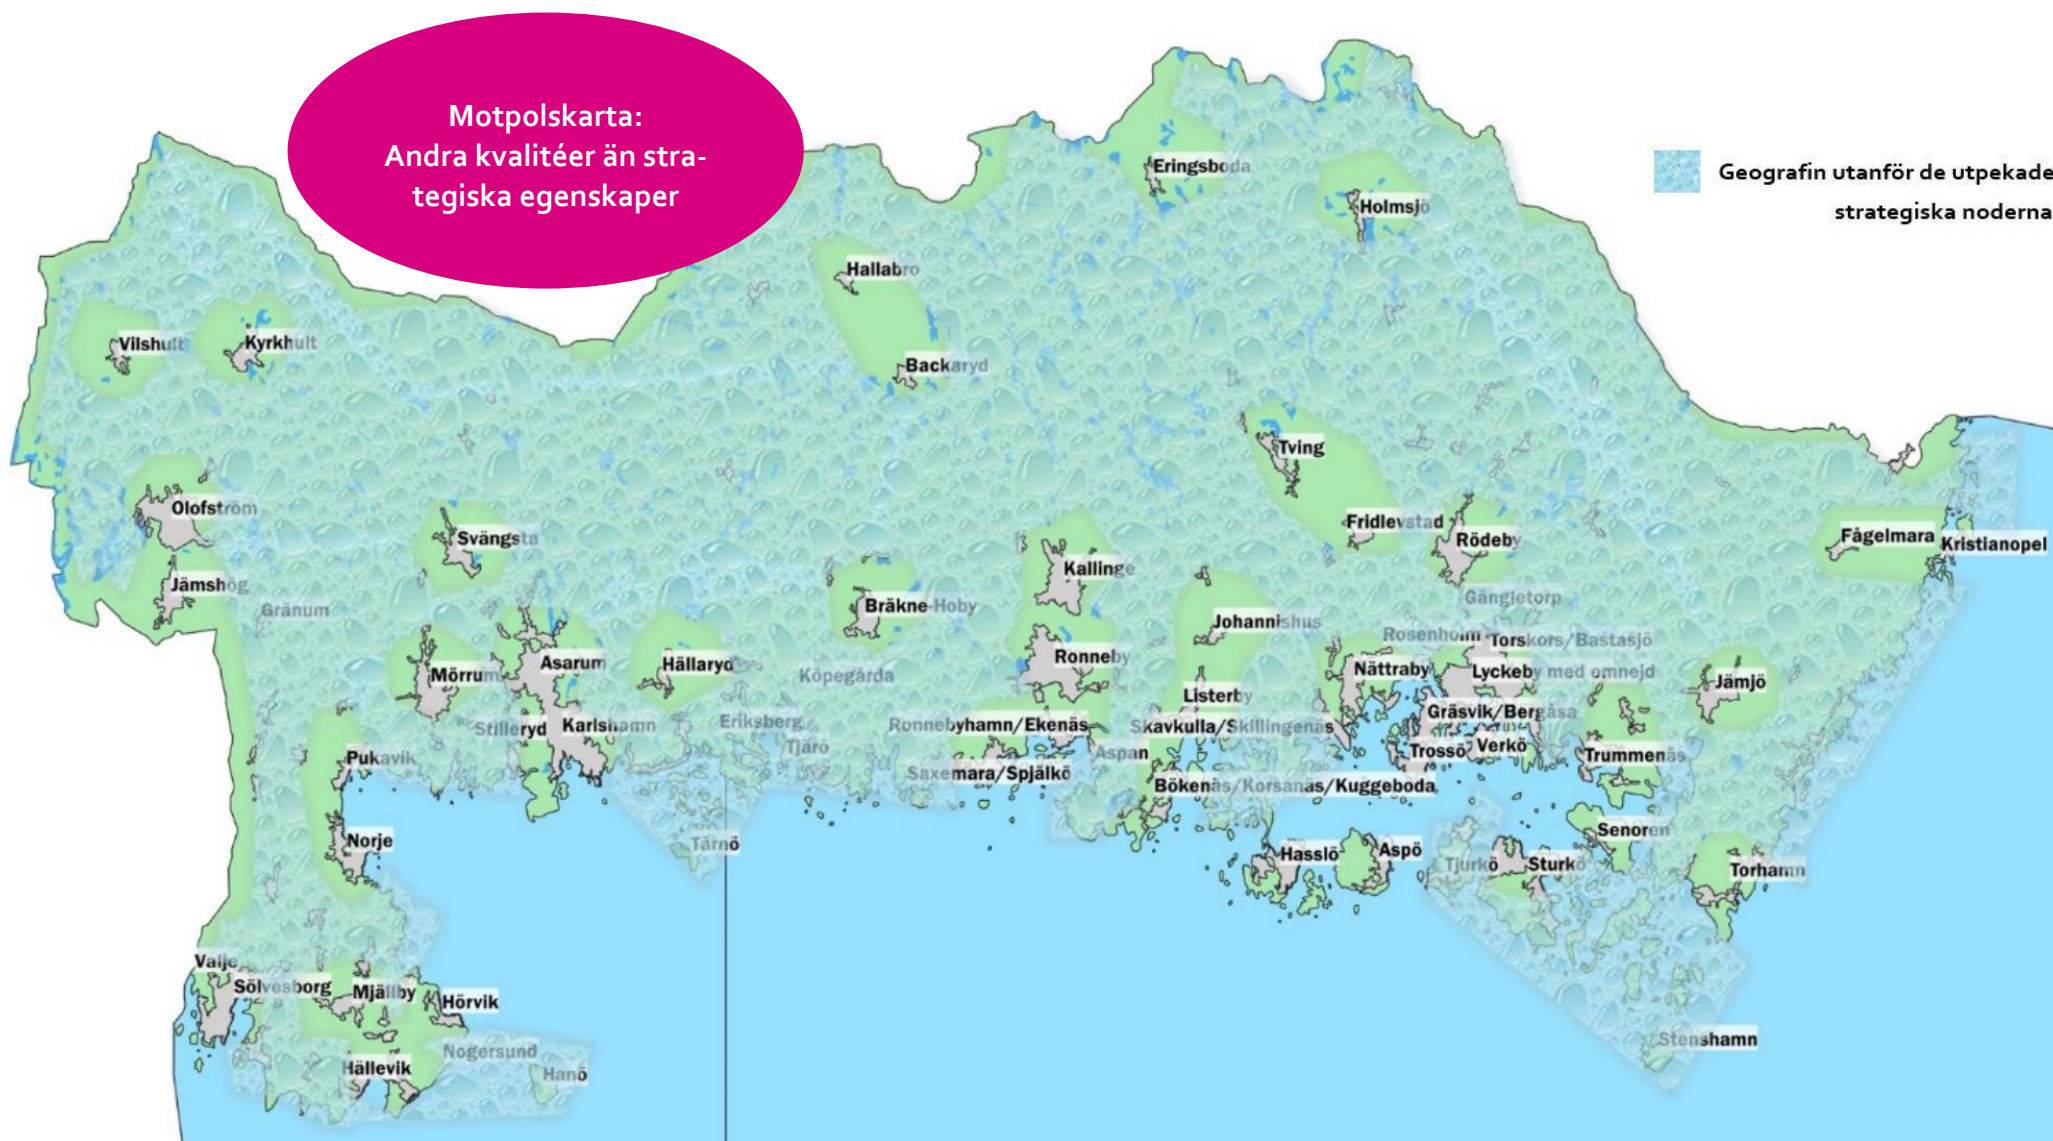 Motpolskarta:
Andra kvalitéer än stra-
tegiska egenskaper
Geografin utanför de utpekade
strategiska noderna
Eringsboda
Holmsjö
Hallabro
Vilshult
Kyrkhult
Backaryd
Tving
Olofström
Fridlevstad
Svängsta
Rödeby
Fågelmara
Kristianopel
Kallinge
Jämshög
Gränum
Bräkne-Hoby
Gängletorp
Johannishus
Rosenholm
Torskors/Bastasjö
Ronneby
Asarum
Hällaryd
Mörrum
Köpegårda
Nättraby
Lyckeby med omnejd
Jämjö
Listerby
Gräsvik/Bergåsa
Stilleryd
Karlshamn
Eriksberg
Ronnebyhamn/Ekenäs
Skavkulla/Skillingenäs
Tjärö
Aspan
Trossö
Verkö
Trummenäs
Pukavik
Saxemara/Spjälkö
Bökenäs/Korsanäs/Kuggeboda
Senoren
Norje
Tärnö
Hasslö
Aspö
Tjurkö
Sturkö
Torhamn
Valje
Sölvesborg
Mjällby
Hörvik
Stenshamn
Nogersund
Hällevik
Hanö